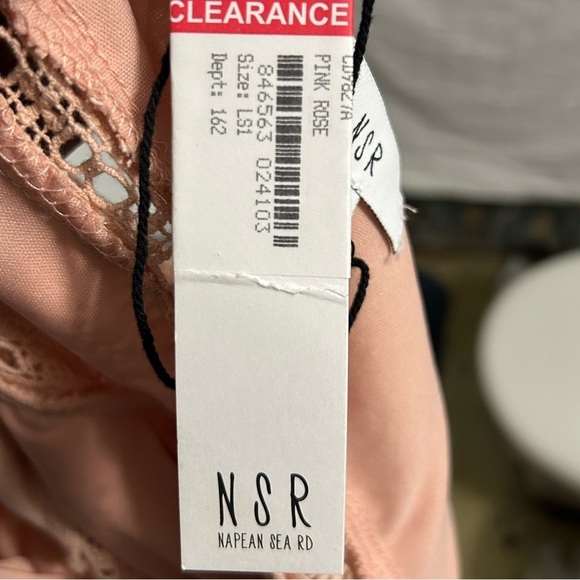 CLEARANCE
PINK ROSE
846563 024103
Size: LS1
Dept: 162
NSR
NSR
NAPEAN SEA RD